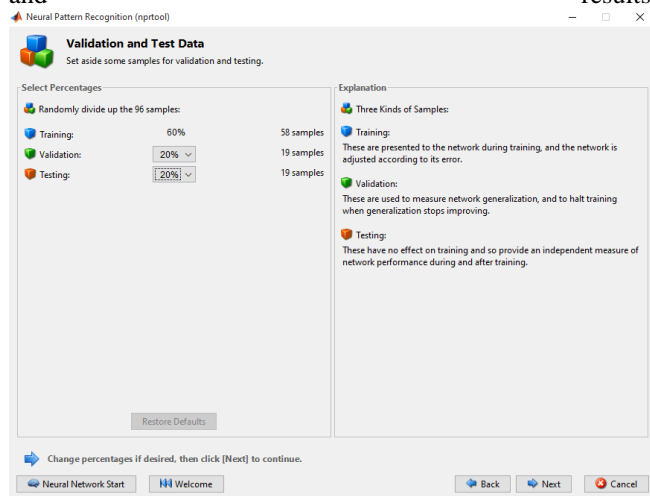 and results
Neural Pattern Recognition (nprtool)
Validation and Test Data
Set aside some samples for validation and testing.
Select Percentages
Randomly divide up the 96 samples:
Training: 60% 58 samples
Validation: 20% 19 samples
Testing: 20% 19 samples
Restore Defaults
Explanation
Three Kinds of Samples:
Training:
These are presented to the network during training, and the network is
adjusted according to its error.
Validation:
These are used to measure network generalization, and to halt training
when generalization stops improving.
Testing:
These have no effect on training and so provide an independent measure of
network performance during and after training.
Change percentages if desired, then click [Next] to continue.
Neural Network Start Welcome Back Next Cancel